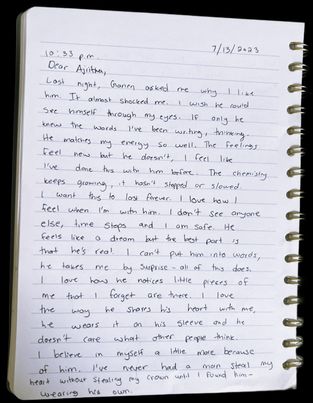 7/13/2023
10:33 p.m.
Dear Ajritha,
Last night, Ganen asked me why I like
him. It almost shocked me. I wish he could
see himself through my eyes. If only he
knew the words I've been writing, thinking.
He matches my energy so well. The feelings
feel new but he doesn't, I feel like
I've done this with him before. The chemistry
keeps growing, it hasn't stopped or slowed.
I want this to last forever. I love how I
feel when I'm with him. I don't see anyone
else, time stops and I am safe. He
feels like a dream but the best part is
that he's real. I can't put him into words,
he takes me by suprise - all of this does.
I love how he notices little pieces of
me that I forget are there. I love
the way he shares his heart with me,
he wears it on his sleeve and he
doesn't care what other people think.
I believe in myself a little more because
of him. I've never had a man steal my
heart without stealing my crown until I found him-
wearing his own.